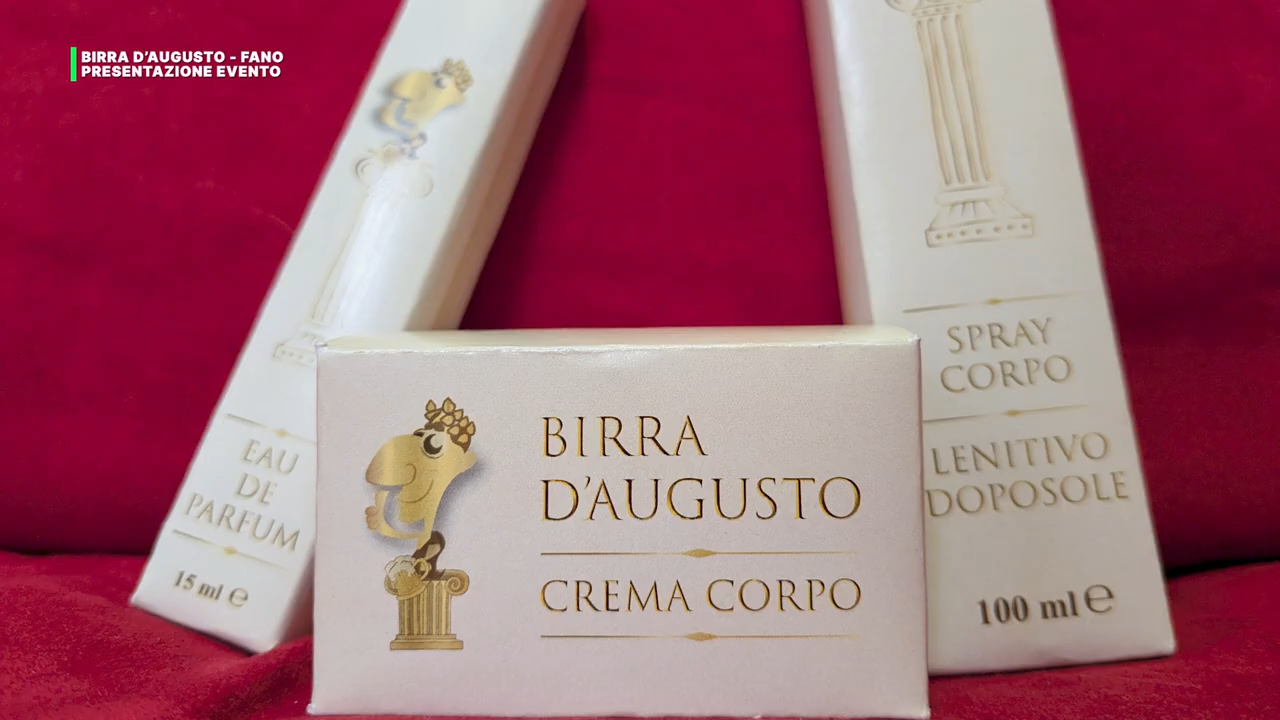 BIRRA D'AUGUSTO - FANO
PRESENTAZIONE EVENTO
EAU
DE
PARFUM
15 ml ℮
BIRRA
D'AUGUSTO
CREMA CORPO
SPRAY
CORPO
LENITIVO
DOPOSOLE
100 ml ℮